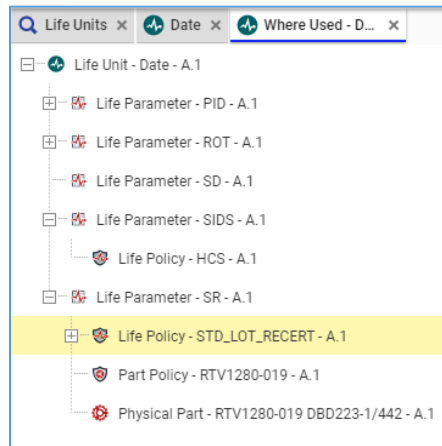 Life Units × Date × Where Used - D... ×
Life Unit - Date - A.1
Life Parameter - PID - A.1
Life Parameter - ROT - A.1
Life Parameter - SD - A.1
Life Parameter - SIDS - A.1
Life Policy - HCS - A.1
Life Parameter - SR - A.1
Life Policy - STD_LOT_RECERT - A.1
Part Policy - RTV1280-019 - A.1
Physical Part - RTV1280-019 DBD223-1/442 - A.1